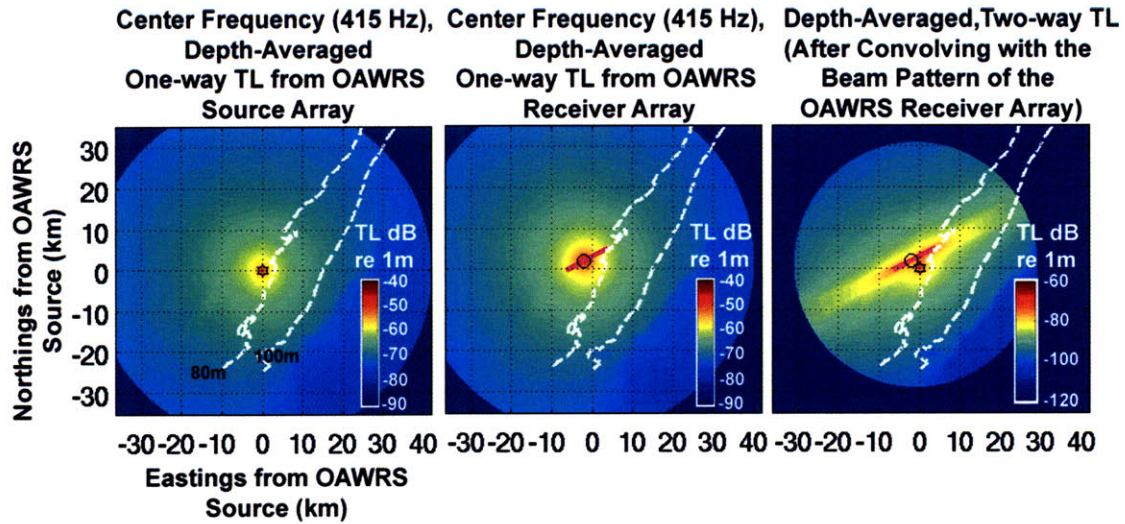 Center Frequency (415 Hz),
Depth-Averaged
One-way TL from OAWRS
Source Array
Center Frequency (415 Hz),
Depth-Averaged
One-way TL from OAWRS
Receiver Array
Depth-Averaged,Two-way TL
(After Convolving with the
Beam Pattern of the
OAWRS Receiver Array)
Northings from OAWRS
Source (km)
30
20
10
0
-10
-20
-30
80m
100m
TL dB
re 1m
-40
-50
-60
-70
-80
-90
TL dB
re 1m
-40
-50
-60
-70
-80
-90
TL dB
re 1m
-60
-80
-100
-120
-30 -20 -10 0 10 20 30 40
-30 -20 -10 0 10 20 30 40
-30 -20 -10 0 10 20 30 40
Eastings from OAWRS
Source (km)